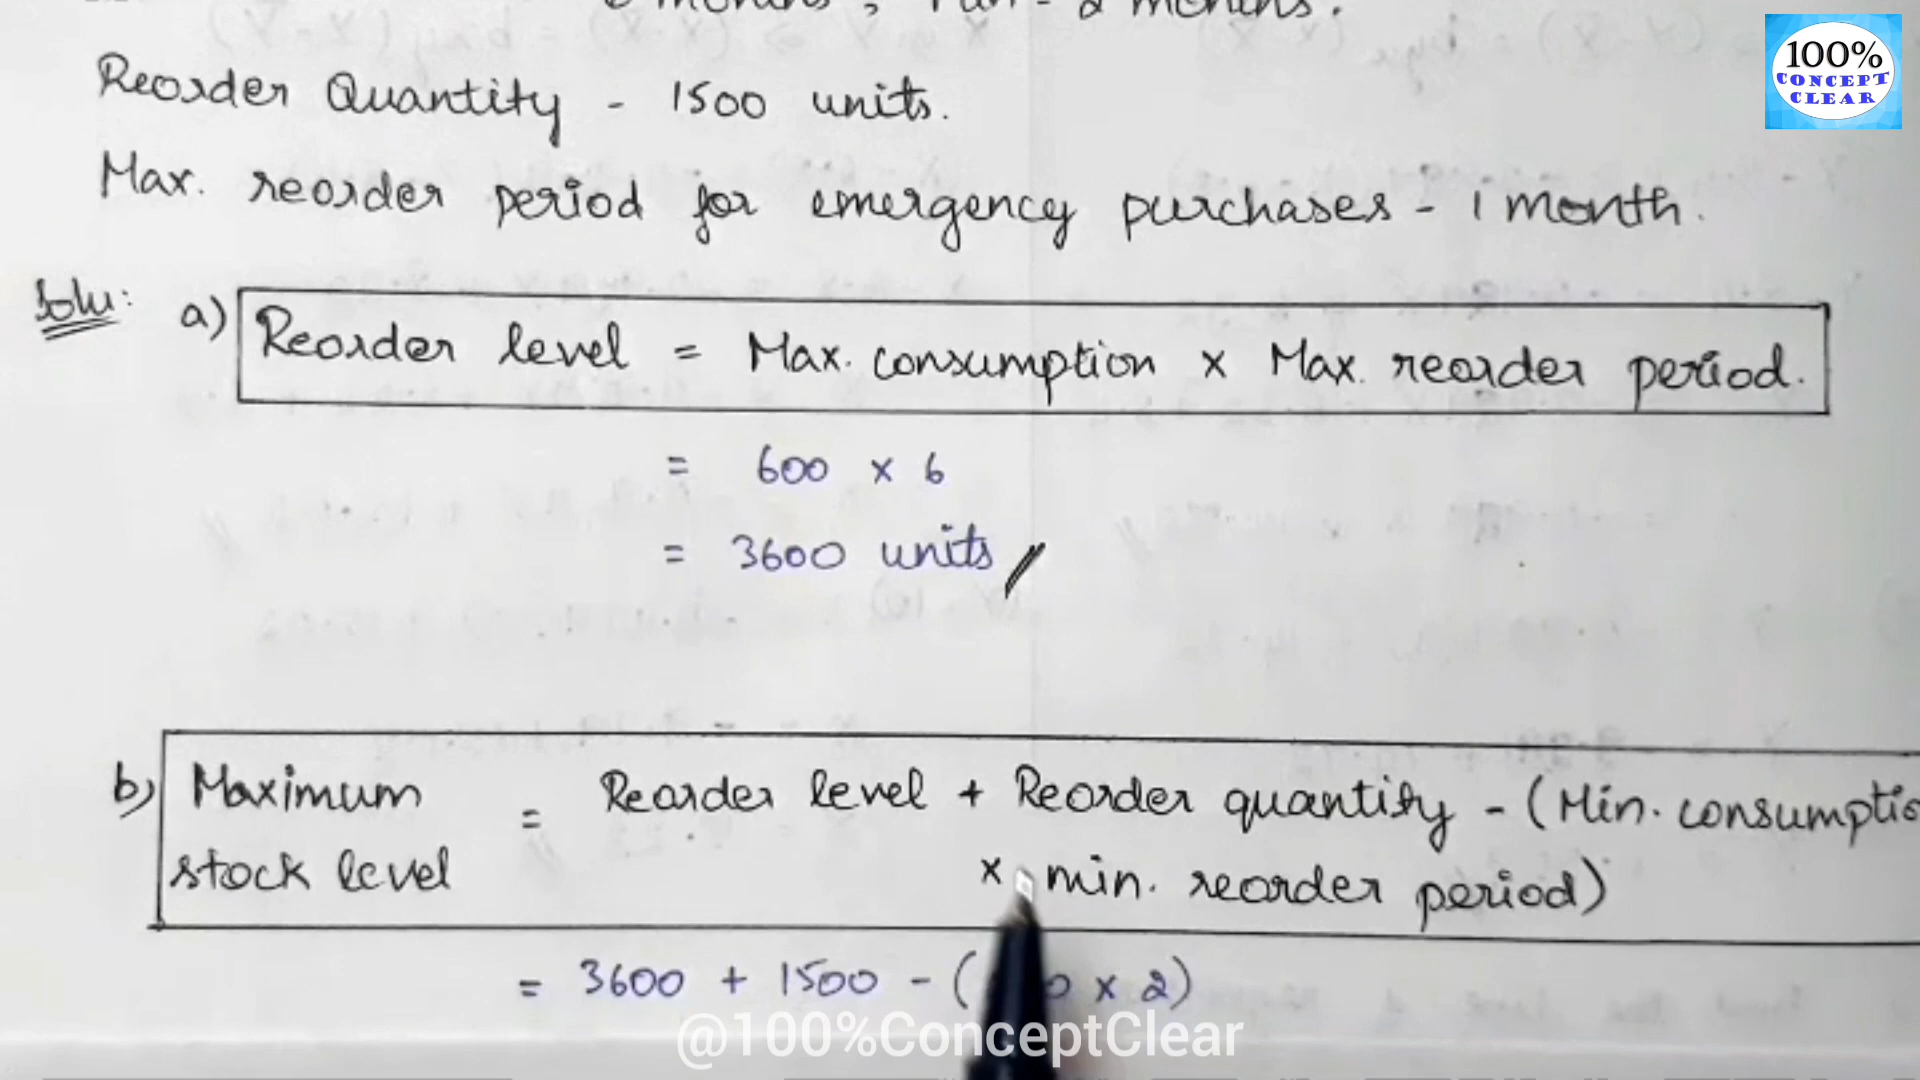 2 months.
100%
CONCEPT
CLEAR
Reorder Quantity - 1500 units.
Max. reorder period for emergency purchases - 1 month.
Solu: a) Reorder level = Max. consumption x Max. reorder period.
= 600 x 6
= 3600 units
b) Maximum stock level = Reorder level + Reorder quantity - (Min. consumptio
x min. reorder period)
= 3600 + 1500 - ( x 2)
@100%ConceptClear